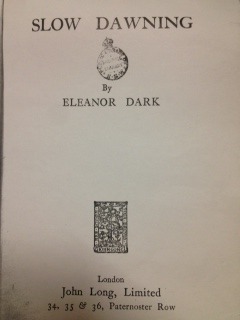 SLOW DAWNING
By
ELEANOR DARK
London
John Long, Limited
34, 35 & 36, Paternoster Row